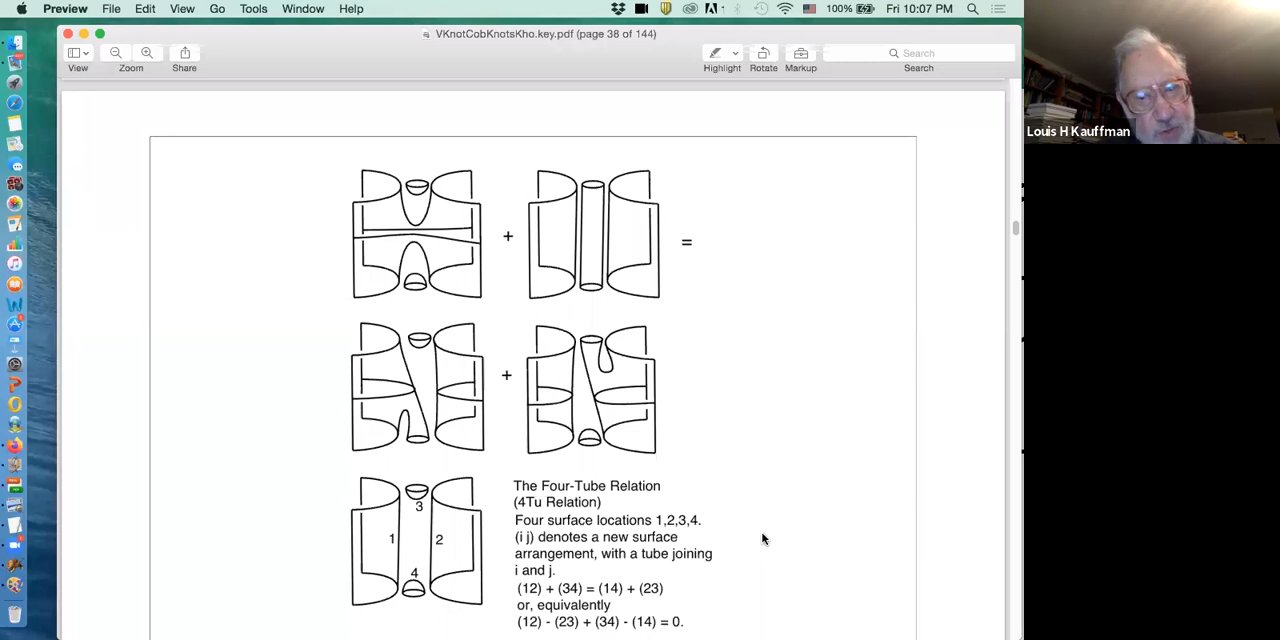 Preview File Edit View Go Tools Window Help 100% Fri 10:07 PM
VKnotCobKnotsKho.key.pdf (page 38 of 144)
View Zoom Share Highlight Rotate Markup Search
Search
Louis H Kauffman
+ =
+
3
1 2
4
The Four-Tube Relation
(4Tu Relation)
Four surface locations 1,2,3,4.
(i j) denotes a new surface
arrangement, with a tube joining
i and j.
(12) + (34) = (14) + (23)
or, equivalently
(12) - (23) + (34) - (14) = 0.